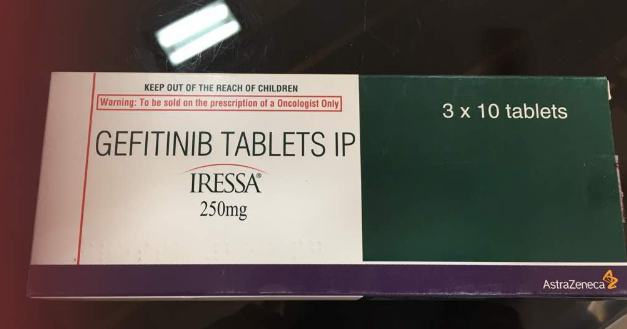 KEEP OUT OF THE REACH OF CHILDREN
Warning: To be sold on the prescription of a Oncologist Only
GEFITINIB TABLETS IP
IRESSA®
250mg
3 x 10 tablets
AstraZeneca